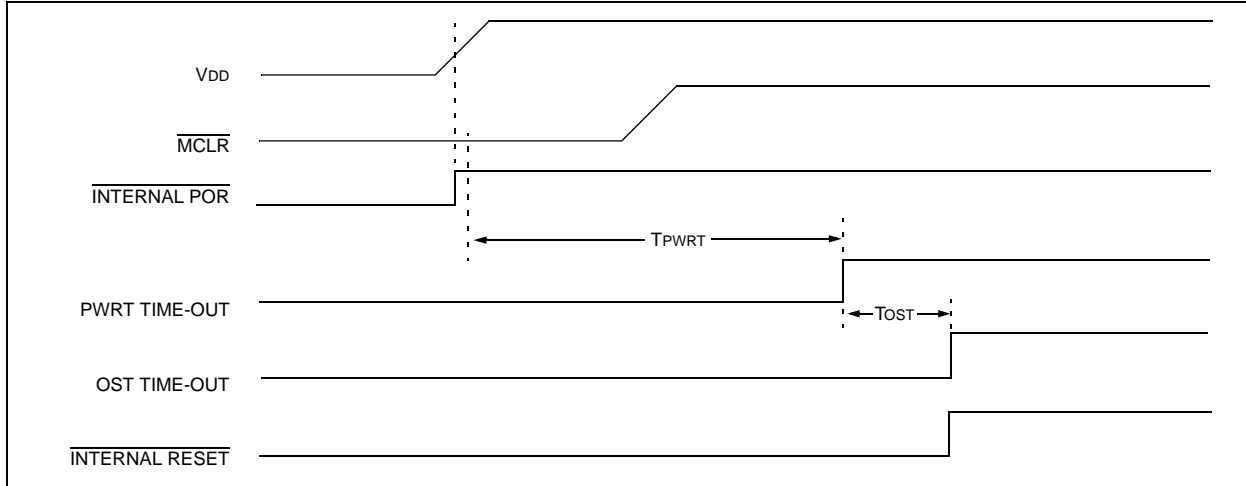 VDD
MCLR
INTERNAL POR
TPWRT
PWRT TIME-OUT
TOST
OST TIME-OUT
INTERNAL RESET